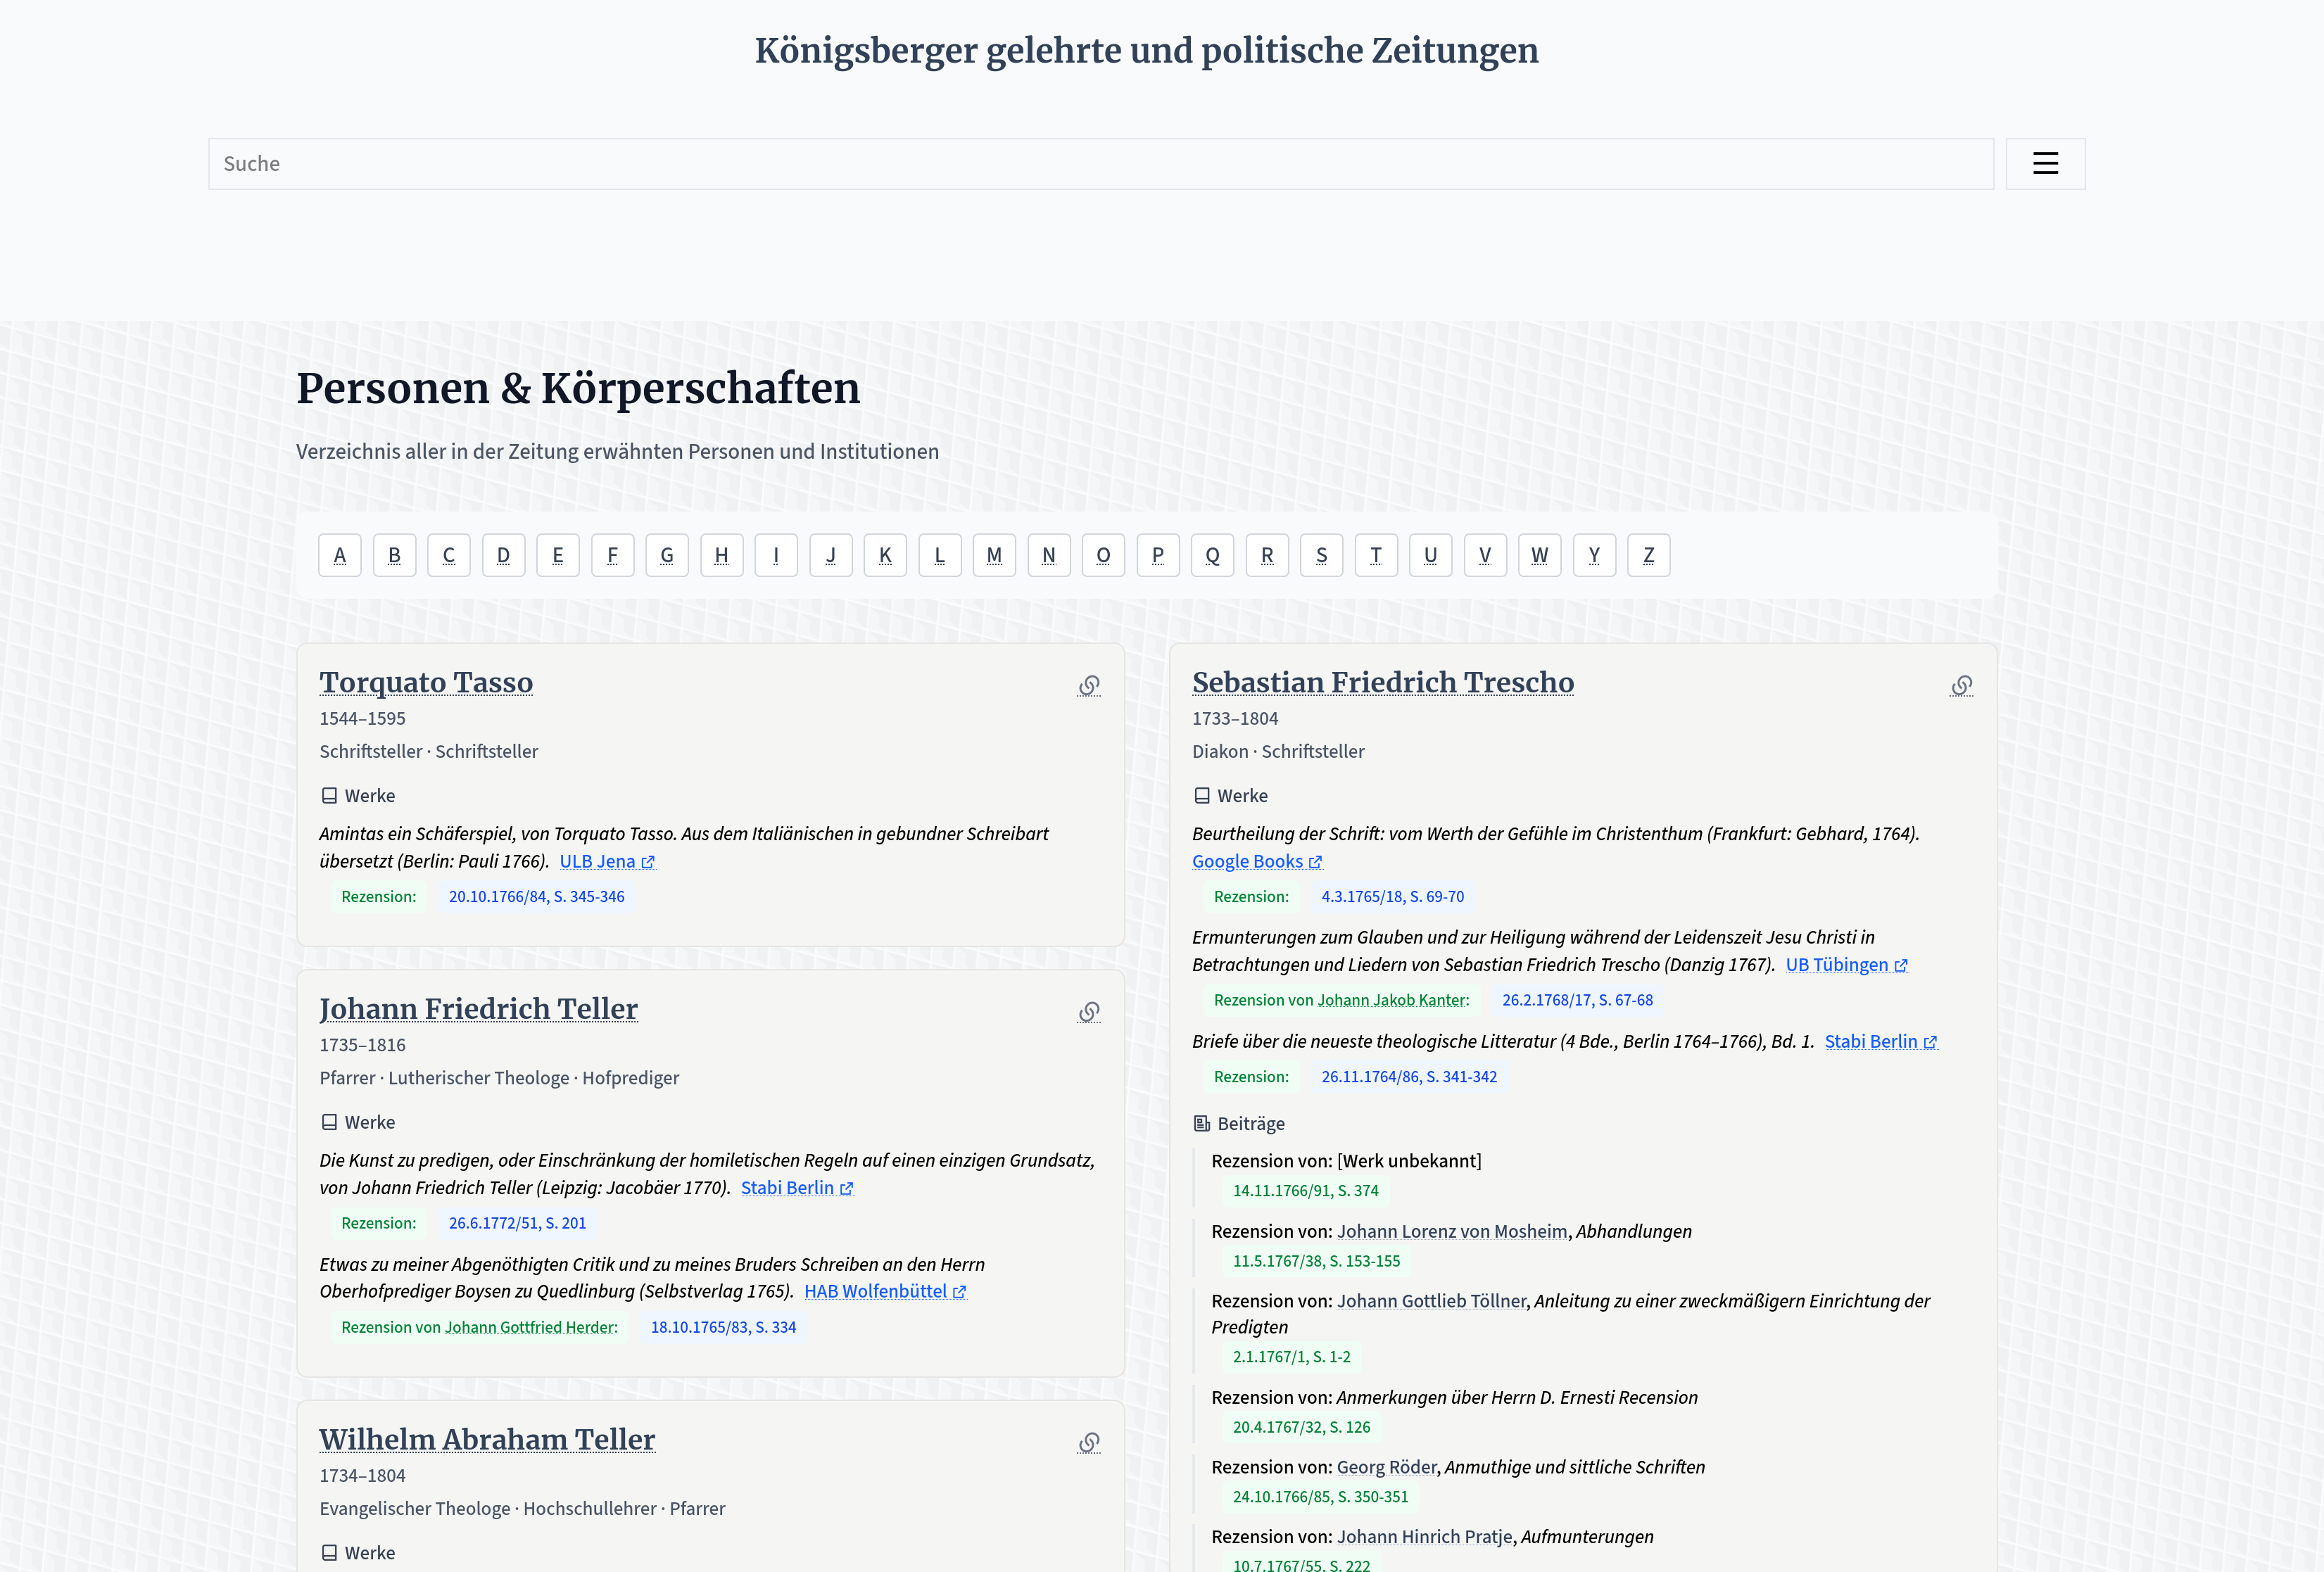 Königsberger gelehrte und politische Zeitungen
Suche
Personen & Körperschaften
Verzeichnis aller in der Zeitung erwähnten Personen und Institutionen
A B C D E F G H I J K L M N O P Q R S T U V W Y Z
Torquato Tasso
1544–1595
Schriftsteller · Schriftsteller
Werke
Amintas ein Schäferspiel, von Torquato Tasso. Aus dem Italiänischen in gebundner Schreibart
übersetzt (Berlin: Pauli 1766). ULB Jena
Rezension: 20.10.1766/84, S. 345-346
Johann Friedrich Teller
1735–1816
Pfarrer · Lutherischer Theologe · Hofprediger
Werke
Die Kunst zu predigen, oder Einschränkung der homiletischen Regeln auf einen einzigen Grundsatz,
von Johann Friedrich Teller (Leipzig: Jacobäer 1770). Stabi Berlin
Rezension: 26.6.1772/51, S. 201
Etwas zu meiner Abgenöthigten Critik und zu meines Bruders Schreiben an den Herrn
Oberhofprediger Boysen zu Quedlinburg (Selbstverlag 1765). HAB Wolfenbüttel
Rezension von Johann Gottfried Herder: 18.10.1765/83, S. 334
Wilhelm Abraham Teller
1734–1804
Evangelischer Theologe · Hochschullehrer · Pfarrer
Werke
Sebastian Friedrich Trescho
1733–1804
Diakon · Schriftsteller
Werke
Beurtheilung der Schrift: vom Werth der Gefühle im Christenthum (Frankfurt: Gebhard, 1764).
Google Books
Rezension: 4.3.1765/18, S. 69-70
Ermunterungen zum Glauben und zur Heiligung während der Leidenszeit Jesu Christi in
Betrachtungen und Liedern von Sebastian Friedrich Trescho (Danzig 1767). UB Tübingen
Rezension von Johann Jakob Kanter: 26.2.1768/17, S. 67-68
Briefe über die neueste theologische Litteratur (4 Bde., Berlin 1764–1766), Bd. 1. Stabi Berlin
Rezension: 26.11.1764/86, S. 341-342
Beiträge
Rezension von: [Werk unbekannt]
14.11.1766/91, S. 374
Rezension von: Johann Lorenz von Mosheim, Abhandlungen
11.5.1767/38, S. 153-155
Rezension von: Johann Gottlieb Töllner, Anleitung zu einer zweckmäßigern Einrichtung der
Predigten
2.1.1767/1, S. 1-2
Rezension von: Anmerkungen über Herrn D. Ernesti Recension
20.4.1767/32, S. 126
Rezension von: Georg Röder, Anmuthige und sittliche Schriften
24.10.1766/85, S. 350-351
Rezension von: Johann Hinrich Pratje, Aufmunterungen
10.7.1767/55, S. 222